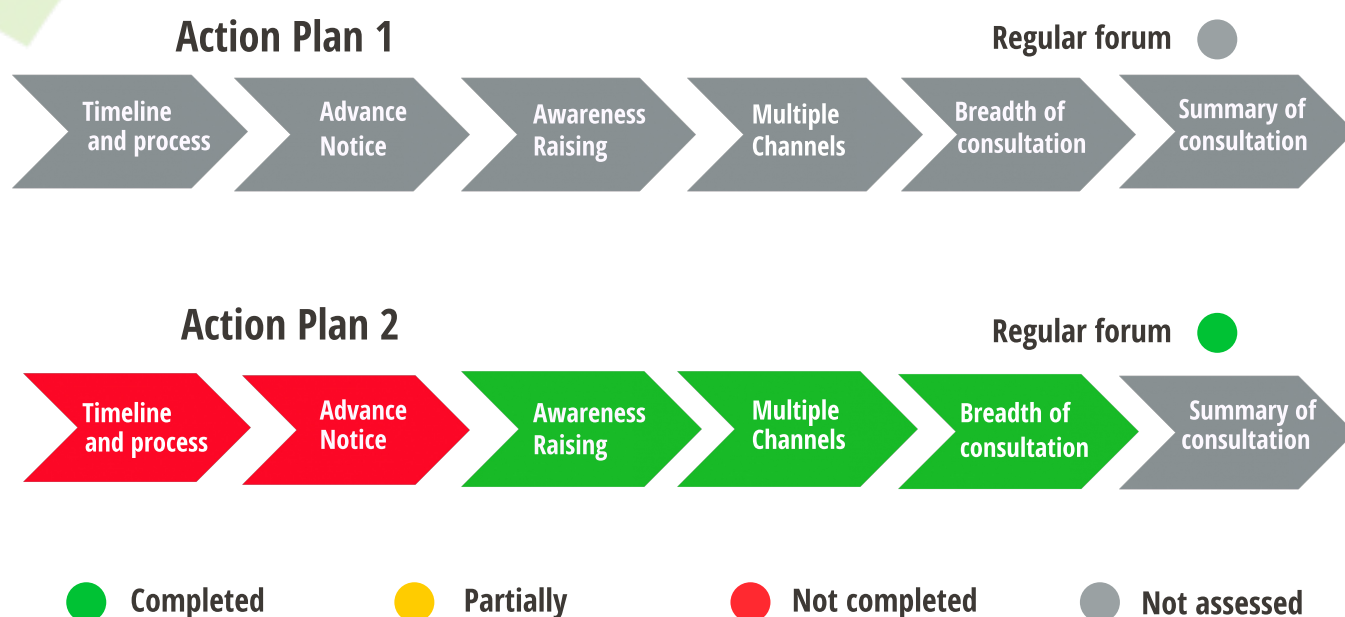 Action Plan 1
Regular forum
Timeline
and process
Advance
Notice
Awareness
Raising
Multiple
Channels
Breadth of
consultation
Summary of
consultation
Action Plan 2
Regular forum
Timeline
and process
Advance
Notice
Awareness
Raising
Multiple
Channels
Breadth of
consultation
Summary of
consultation
Completed
Partially
Not completed
Not assessed